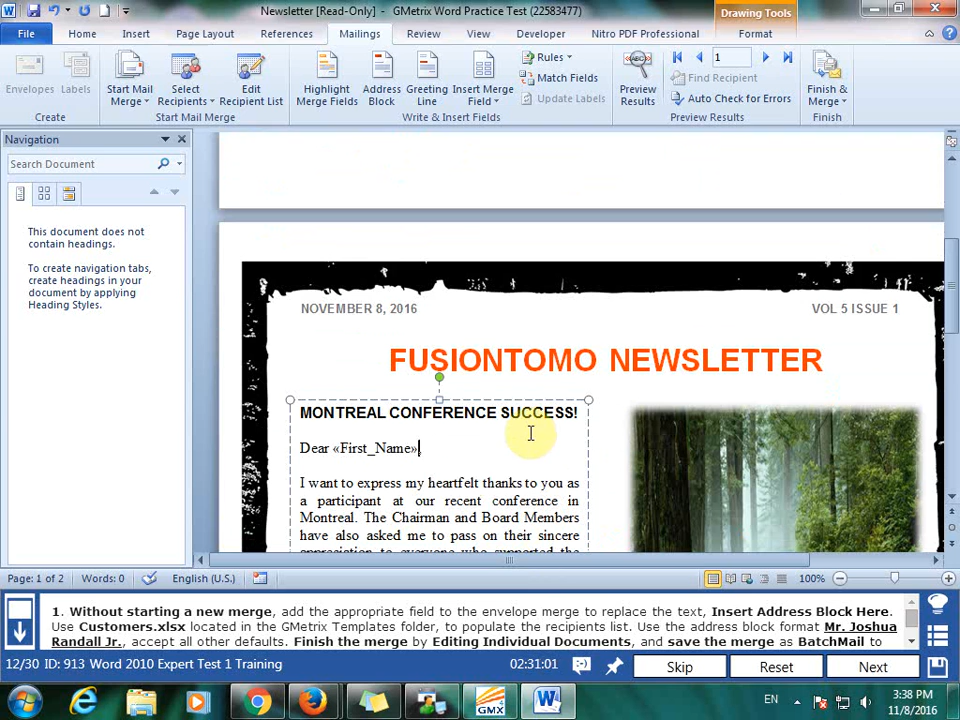 Newsletter [Read-Only] - GMetrix Word Practice Test (22583477)
Drawing Tools
File Home Insert Page Layout References Mailings Review View Developer Nitro PDF Professional Format
Envelopes Labels Start Mail Merge Select Recipients Edit Recipient List Highlight Merge Fields Address Block Greeting Line Insert Merge Field Rules Match Fields Update Labels Preview Results 1 Find Recipient Auto Check for Errors Finish & Merge
Create Start Mail Merge Write & Insert Fields Preview Results Finish
Navigation
Search Document
This document does not
contain headings.
To create navigation tabs,
create headings in your
document by applying
Heading Styles.
NOVEMBER 8, 2016 VOL 5 ISSUE 1
FUSIONTOMO NEWSLETTER
MONTREAL CONFERENCE SUCCESS!
Dear «First_Name»,
I want to express my heartfelt thanks to you as
a participant at our recent conference in
Montreal. The Chairman and Board Members
have also asked me to pass on their sincere
appreciation to everyone who supported the
Page: 1 of 2 Words: 0 English (U.S.) 100%
1. Without starting a new merge, add the appropriate field to the envelope merge to replace the text, Insert Address Block Here.
Use Customers.xlsx located in the GMetrix Templates folder, to populate the recipients list. Use the address block format Mr. Joshua
Randall Jr., accept all other defaults. Finish the merge by Editing Individual Documents, and save the merge as BatchMail to
12/30 ID: 913 Word 2010 Expert Test 1 Training 02:31:01 Skip Reset Next
GMX
EN 3:38 PM
11/8/2016